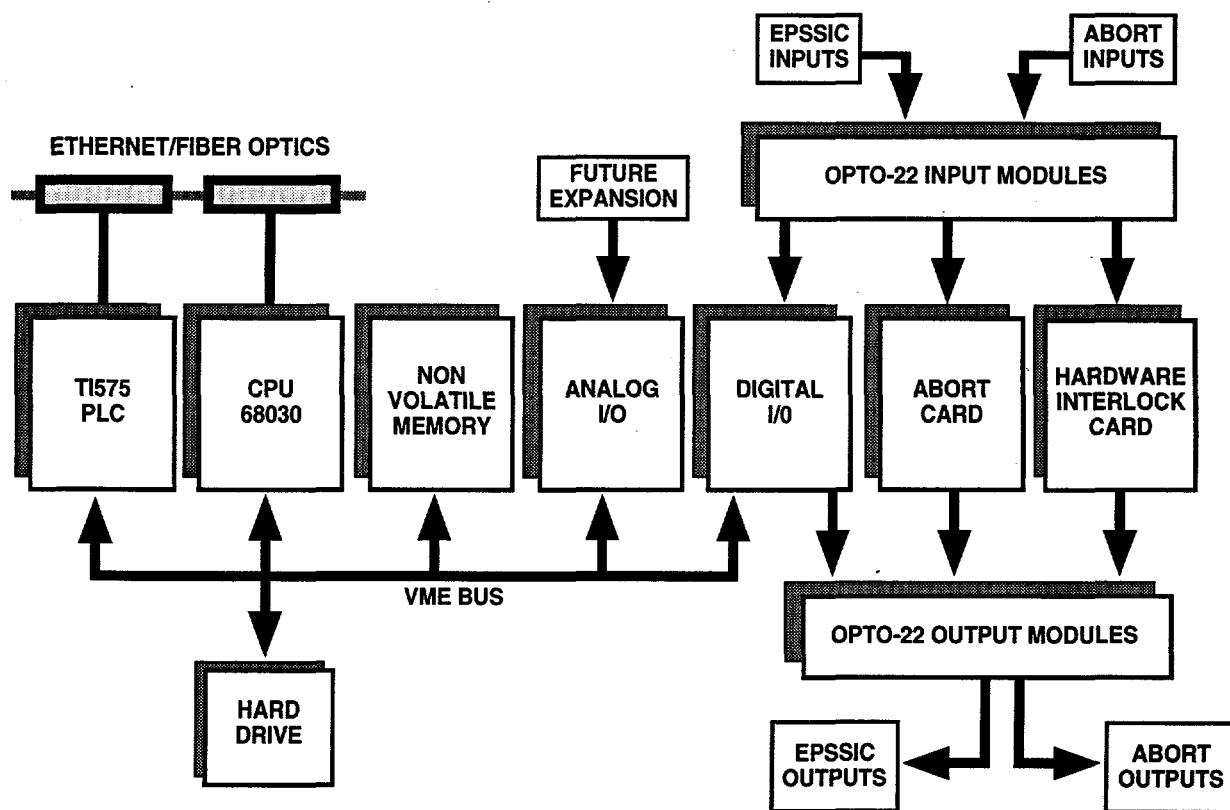 EPSSIC
INPUTS
ABORT
INPUTS
ETHERNET/FIBER OPTICS
FUTURE
EXPANSION
OPTO-22 INPUT MODULES
TI575
PLC
CPU
68030
NON
VOLATILE
MEMORY
ANALOG
I/O
DIGITAL
I/0
ABORT
CARD
HARDWARE
INTERLOCK
CARD
VME BUS
OPTO-22 OUTPUT MODULES
HARD
DRIVE
EPSSIC
OUTPUTS
ABORT
OUTPUTS